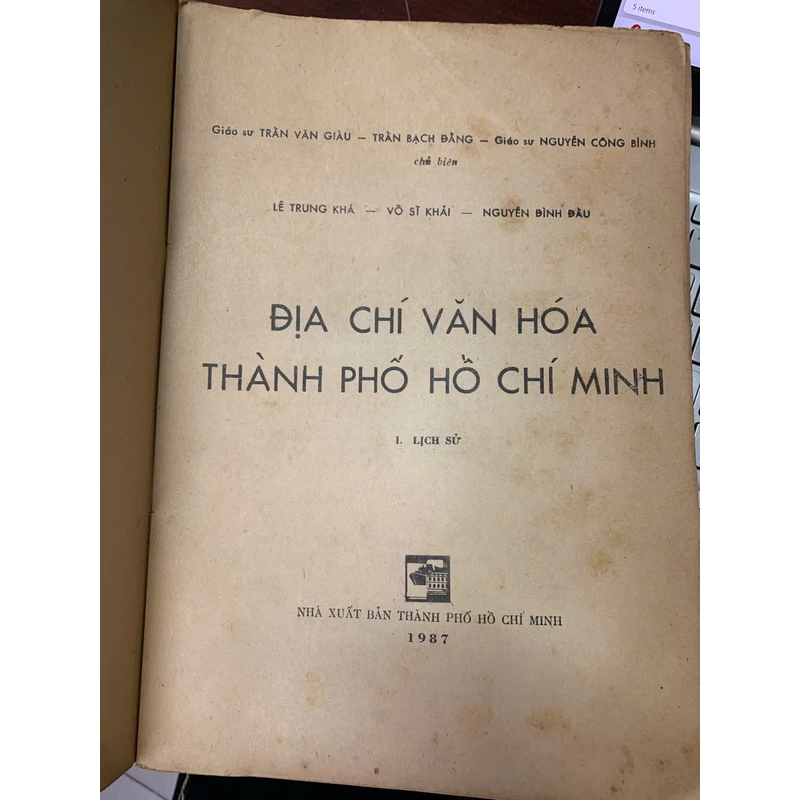 5 items
Giáo sư TRẦN VĂN GIÀU — TRẦN BẠCH ĐẰNG — Giáo sư NGUYỄN CÔNG BÌNH
chủ biên
LÊ TRUNG KHÁ — VÕ SĨ KHẢI — NGUYỄN ĐÌNH ĐẦU
ĐỊA CHÍ VĂN HÓA
THÀNH PHỐ HỒ CHÍ MINH
I. LỊCH SỬ
NHÀ XUẤT BẢN THÀNH PHỐ HỒ CHÍ MINH
1987